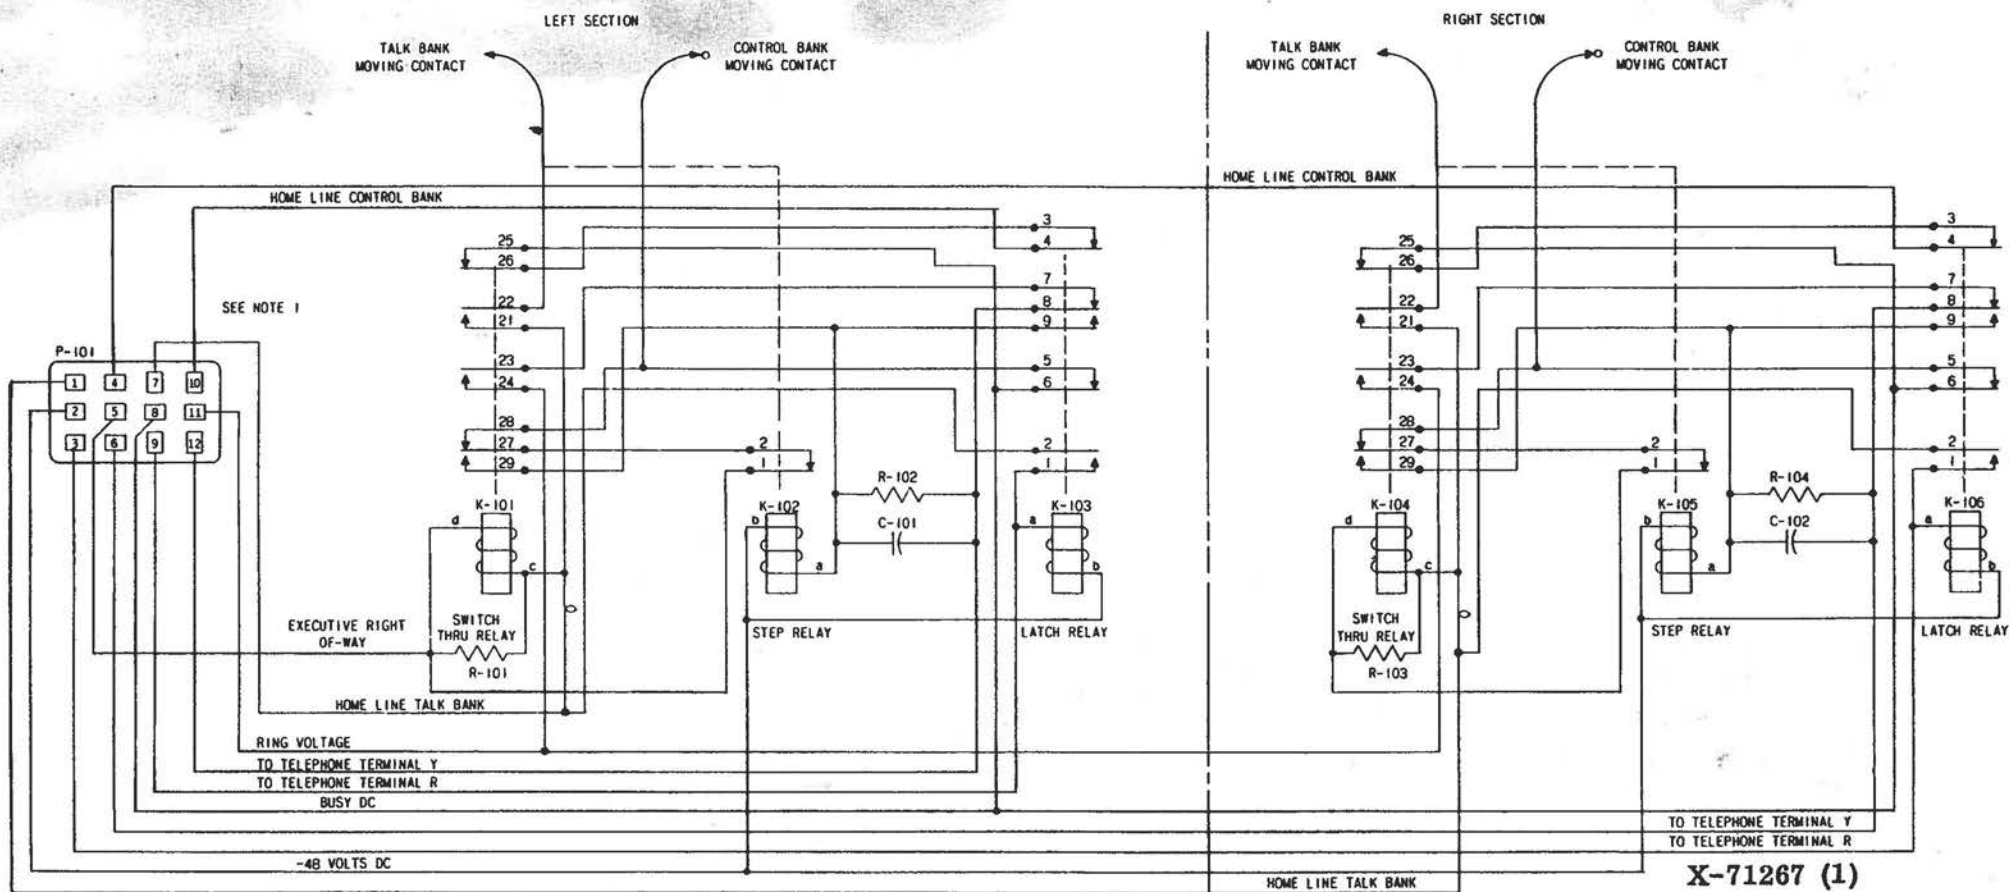 LEFT SECTION
RIGHT SECTION
TALK BANK
MOVING CONTACT
CONTROL BANK
MOVING CONTACT
TALK BANK
MOVING CONTACT
CONTROL BANK
MOVING CONTACT
HOME LINE CONTROL BANK
HOME LINE CONTROL BANK
SEE NOTE 1
P-101
1 4 7 10
2 5 8 11
3 6 9 12
25
26
22
21
23
24
28
27
29
3
4
7
8
9
5
6
2
1
2
1
25
26
22
21
23
24
28
27
29
3
4
7
8
9
5
6
2
1
2
1
K-101
d
c
SWITCH
THRU RELAY
R-101
K-102
b
a
STEP RELAY
R-102
C-101
K-103
a
b
LATCH RELAY
K-104
d
c
SWITCH
THRU RELAY
R-103
K-105
b
a
STEP RELAY
R-104
C-102
K-106
a
b
LATCH RELAY
EXECUTIVE RIGHT
OF-WAY
HOME LINE TALK BANK
RING VOLTAGE
TO TELEPHONE TERMINAL Y
TO TELEPHONE TERMINAL R
BUSY DC
TO TELEPHONE TERMINAL Y
TO TELEPHONE TERMINAL R
-48 VOLTS DC
HOME LINE TALK BANK
X-71267 (1)